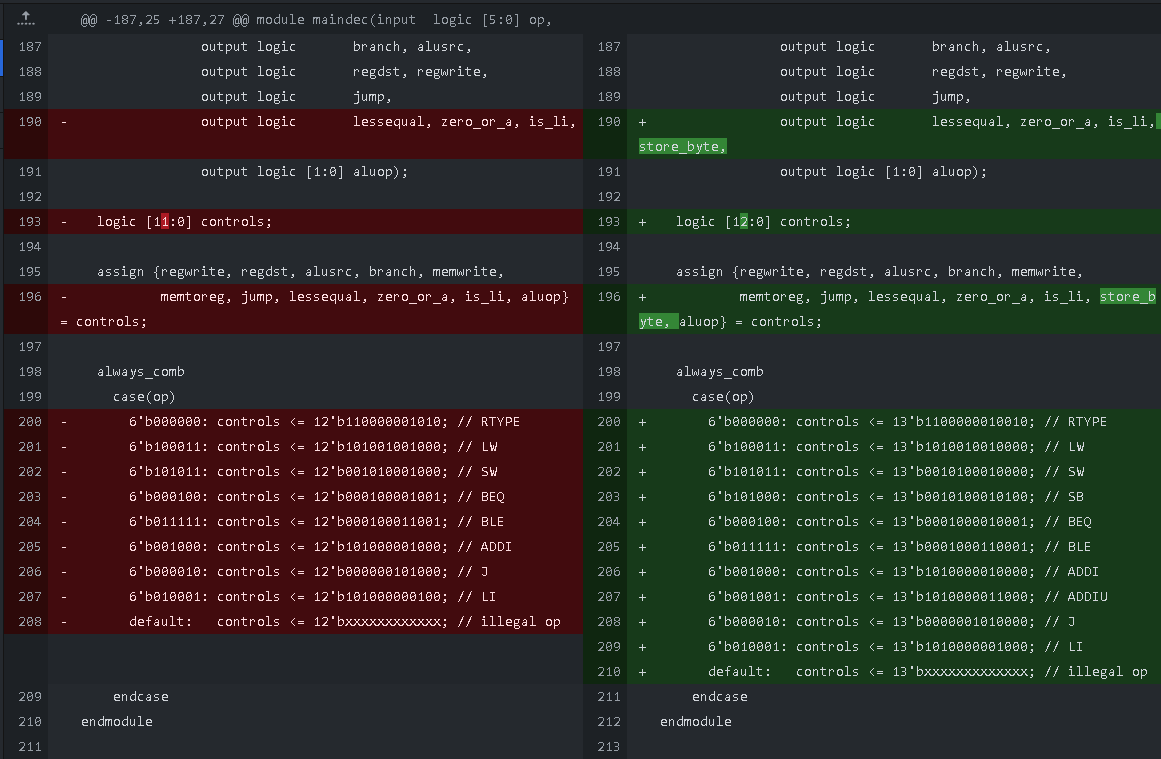 @@ -187,25 +187,27 @@ module maindec(input  logic [5:0] op,
187 output logic       branch, alusrc,
188 output logic       regdst, regwrite,
189 output logic       jump,
190 - output logic       lessequal, zero_or_a, is_li,
191 output logic [1:0] aluop);
192
193 - logic [11:0] controls;
194
195 assign {regwrite, regdst, alusrc, branch, memwrite,
196 - memtoreg, jump, lessequal, zero_or_a, is_li, aluop}
= controls;
197
198 always_comb
199 case(op)
200 - 6'b000000: controls <= 12'b110000001010; // RTYPE
201 - 6'b100011: controls <= 12'b101001001000; // LW
202 - 6'b101011: controls <= 12'b001010001000; // SW
203 - 6'b000100: controls <= 12'b000100001001; // BEQ
204 - 6'b011111: controls <= 12'b000100011001; // BLE
205 - 6'b001000: controls <= 12'b101000001000; // ADDI
206 - 6'b000010: controls <= 12'b000000101000; // J
207 - 6'b010001: controls <= 12'b101000000100; // LI
208 - default:   controls <= 12'bxxxxxxxxxxxx; // illegal op
209 endcase
210 endmodule
211
187 output logic       branch, alusrc,
188 output logic       regdst, regwrite,
189 output logic       jump,
190 + output logic       lessequal, zero_or_a, is_li,
store_byte,
191 output logic [1:0] aluop);
192
193 + logic [12:0] controls;
194
195 assign {regwrite, regdst, alusrc, branch, memwrite,
196 + memtoreg, jump, lessequal, zero_or_a, is_li, store_b
yte, aluop} = controls;
197
198 always_comb
199 case(op)
200 + 6'b000000: controls <= 13'b1100000010010; // RTYPE
201 + 6'b100011: controls <= 13'b1010010010000; // LW
202 + 6'b101011: controls <= 13'b0010100010000; // SW
203 + 6'b101000: controls <= 13'b0010100010100; // SB
204 + 6'b000100: controls <= 13'b0001000010001; // BEQ
205 + 6'b011111: controls <= 13'b0001000110001; // BLE
206 + 6'b001000: controls <= 13'b1010000010000; // ADDI
207 + 6'b001001: controls <= 13'b1010000011000; // ADDIU
208 + 6'b000010: controls <= 13'b0000001010000; // J
209 + 6'b010001: controls <= 13'b1010000001000; // LI
210 + default:   controls <= 13'bxxxxxxxxxxxxx; // illegal op
211 endcase
212 endmodule
213